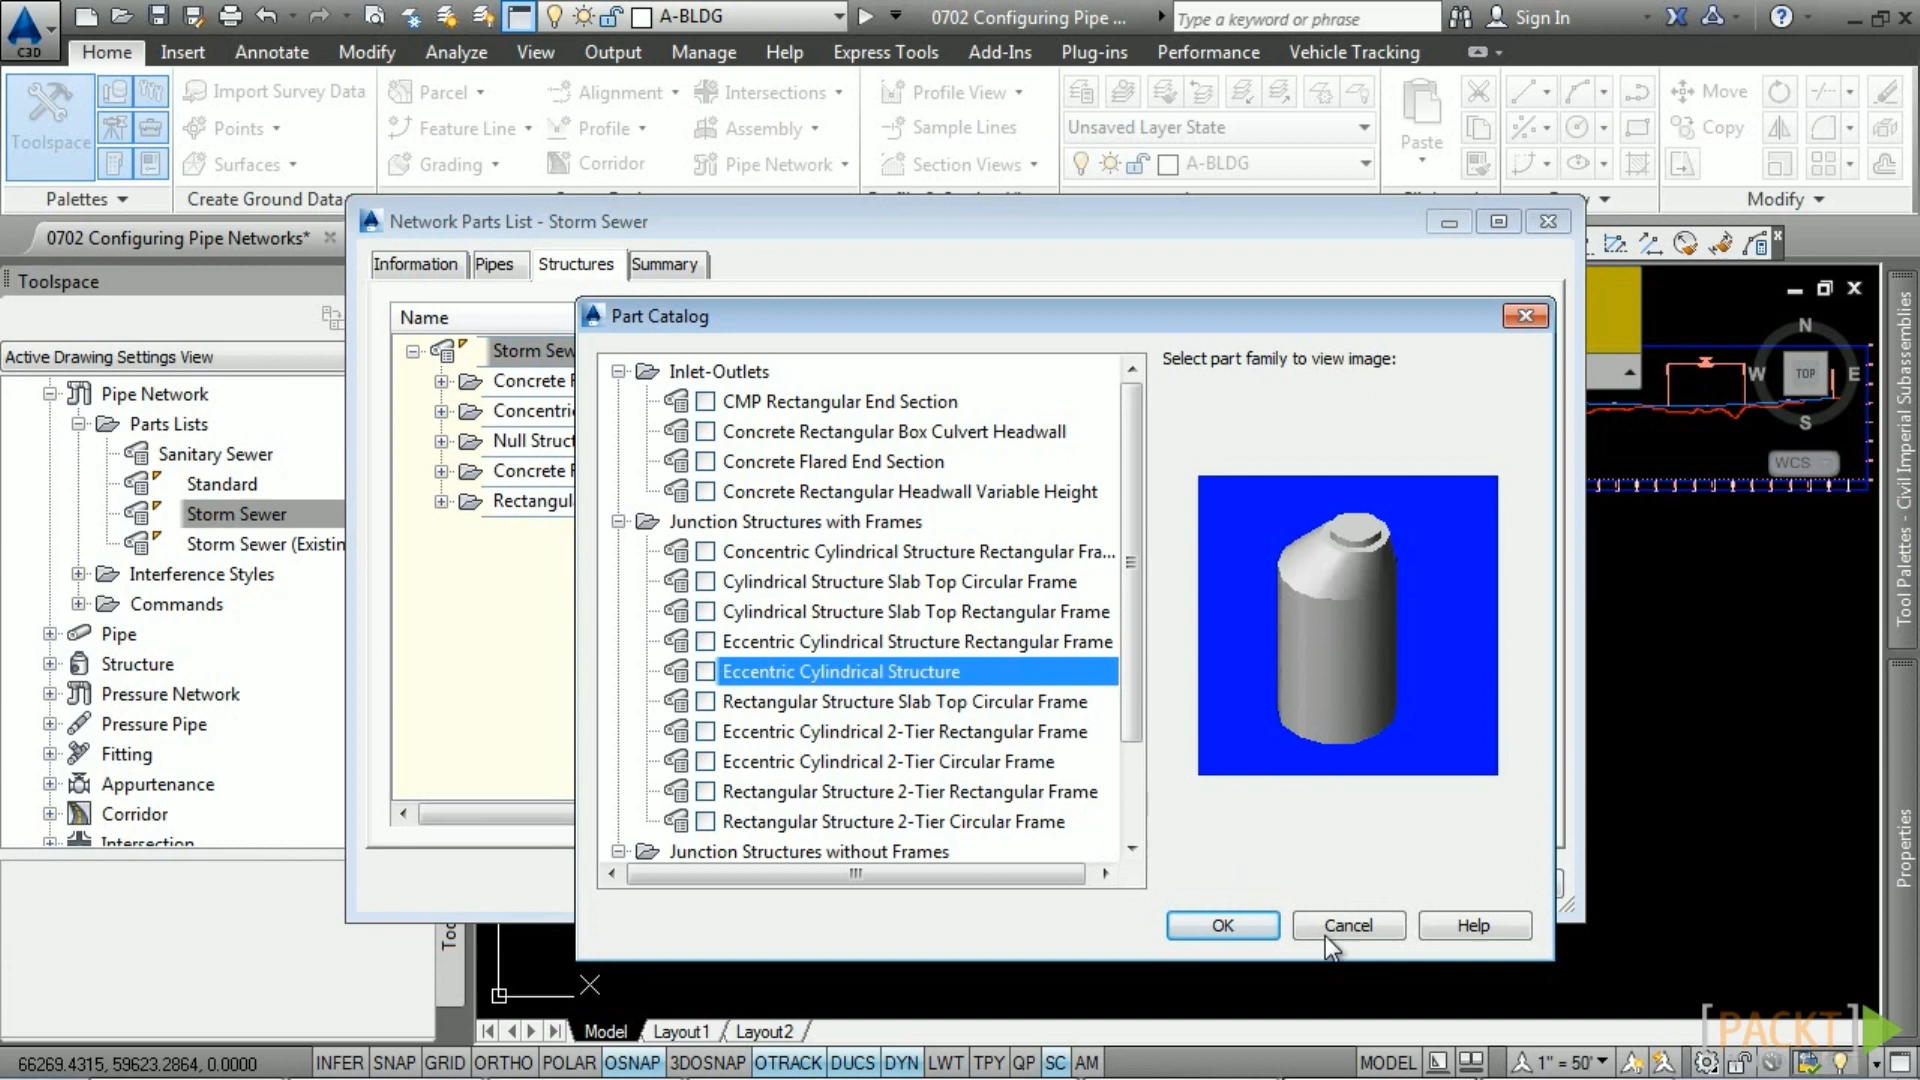 A-BLDG
0702 Configuring Pipe ...
Type a keyword or phrase
Sign In
C3D
Home Insert Annotate Modify Analyze View Output Manage Help Express Tools Add-Ins Plug-ins Performance Vehicle Tracking
Toolspace
Import Survey Data
Points
Surfaces
Parcel
Feature Line
Grading
Alignment
Profile
Corridor
Intersections
Assembly
Pipe Network
Profile View
Sample Lines
Section Views
Unsaved Layer State
A-BLDG
Paste
Move
Copy
Palettes
Create Ground Data
Modify
0702 Configuring Pipe Networks*
Toolspace
Active Drawing Settings View
Pipe Network
Parts Lists
Sanitary Sewer
Standard
Storm Sewer
Storm Sewer (Existin
Interference Styles
Commands
Pipe
Structure
Pressure Network
Pressure Pipe
Fitting
Appurtenance
Corridor
Intersection
Network Parts List - Storm Sewer
Information Pipes Structures Summary
Name
Storm Sew
Concrete
Concentri
Null Struct
Concrete
Rectangul
Part Catalog
Inlet-Outlets
CMP Rectangular End Section
Concrete Rectangular Box Culvert Headwall
Concrete Flared End Section
Concrete Rectangular Headwall Variable Height
Junction Structures with Frames
Concentric Cylindrical Structure Rectangular Fra...
Cylindrical Structure Slab Top Circular Frame
Cylindrical Structure Slab Top Rectangular Frame
Eccentric Cylindrical Structure Rectangular Frame
Eccentric Cylindrical Structure
Rectangular Structure Slab Top Circular Frame
Eccentric Cylindrical 2-Tier Rectangular Frame
Eccentric Cylindrical 2-Tier Circular Frame
Rectangular Structure 2-Tier Rectangular Frame
Rectangular Structure 2-Tier Circular Frame
Junction Structures without Frames
Select part family to view image:
OK Cancel Help
N
W TOP E
S
WCS
Tool Palettes - Civil Imperial Subassemblies
Properties
Too
X
Model Layout1 Layout2
[PACKT]
66269.4315, 59623.2864, 0.0000 INFER SNAP GRID ORTHO POLAR OSNAP 3DOSNAP OTRACK DUCS DYN LWT TPY QP SC AM MODEL 1" = 50'